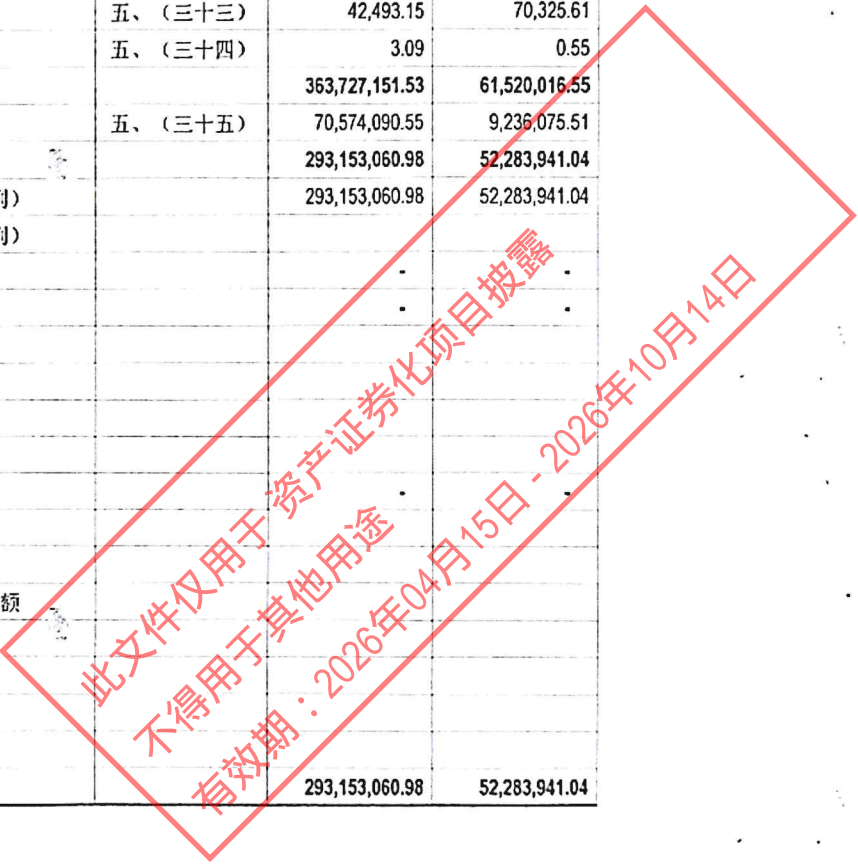 五、（三十三） 42,493.15 70,325.61
五、（三十四） 3.09 0.55
363,727,151.53 61,520,016.55
五、（三十五） 70,574,090.55 9,236,075.51
293,153,060.98 52,283,941.04
列） 293,153,060.98 52,283,941.04
列）
- -
- -
- -
额
293,153,060.98 52,283,941.04
此文件仅用于 资产证券化项目披露
不得用于其他用途
有效期：2026年04月15日 - 2026年10月14日